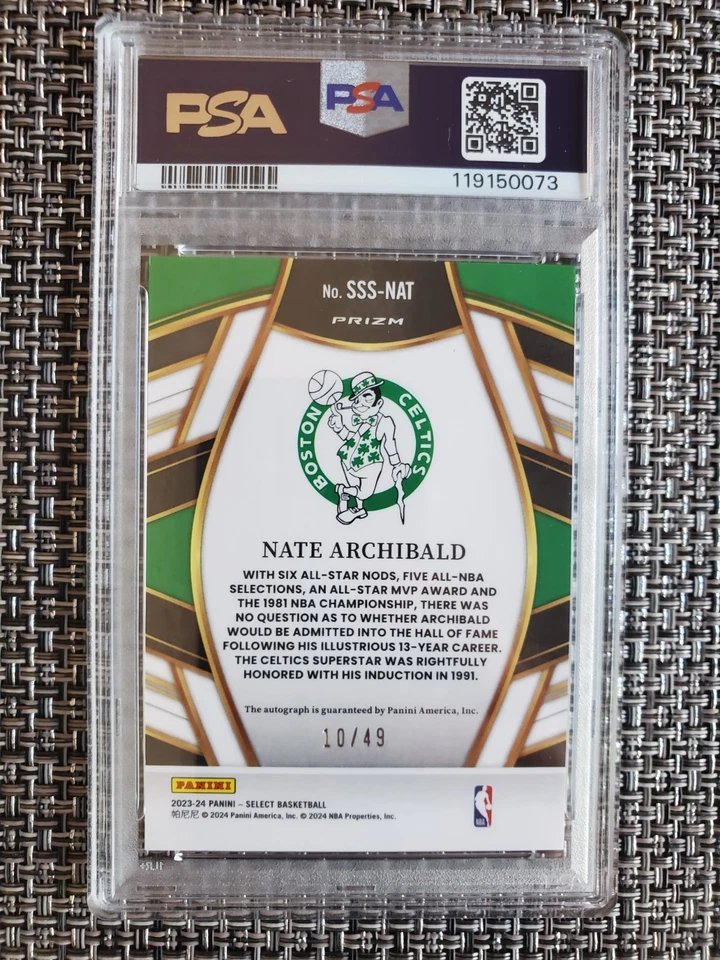 PSA PSA
119150073
No. SSS-NAT
PRIZM
BOSTON CELTICS
NATE ARCHIBALD
WITH SIX ALL-STAR NODS, FIVE ALL-NBA
SELECTIONS, AN ALL-STAR MVP AWARD AND
THE 1981 NBA CHAMPIONSHIP, THERE WAS
NO QUESTION AS TO WHETHER ARCHIBALD
WOULD BE ADMITTED INTO THE HALL OF FAME
FOLLOWING HIS ILLUSTRIOUS 13-YEAR CAREER.
THE CELTICS SUPERSTAR WAS RIGHTFULLY
HONORED WITH HIS INDUCTION IN 1991.
The autograph is guaranteed by Panini America, Inc.
10/49
PANINI
2023-24 PANINI – SELECT BASKETBALL
帕尼尼 © 2024 Panini America, Inc. © 2024 NBA Properties, Inc.
NBA